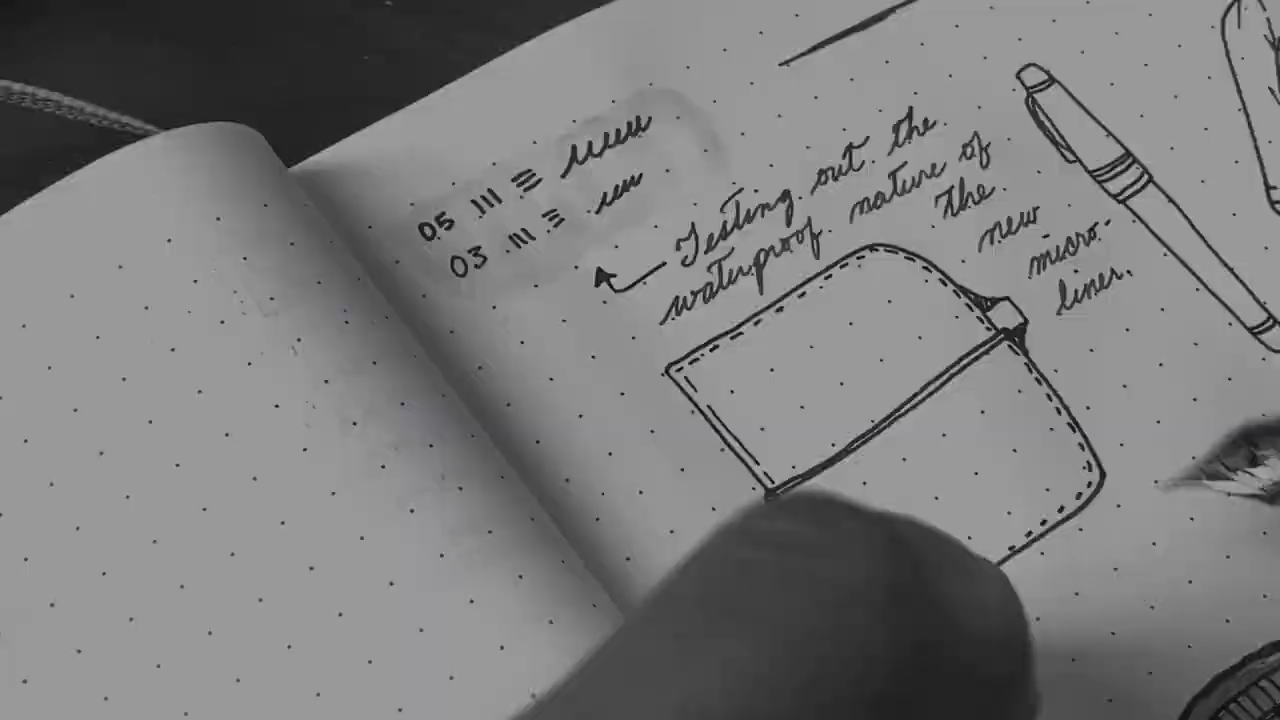 05
03
Testing out the
waterproof nature of
the
new
micro-
liner.